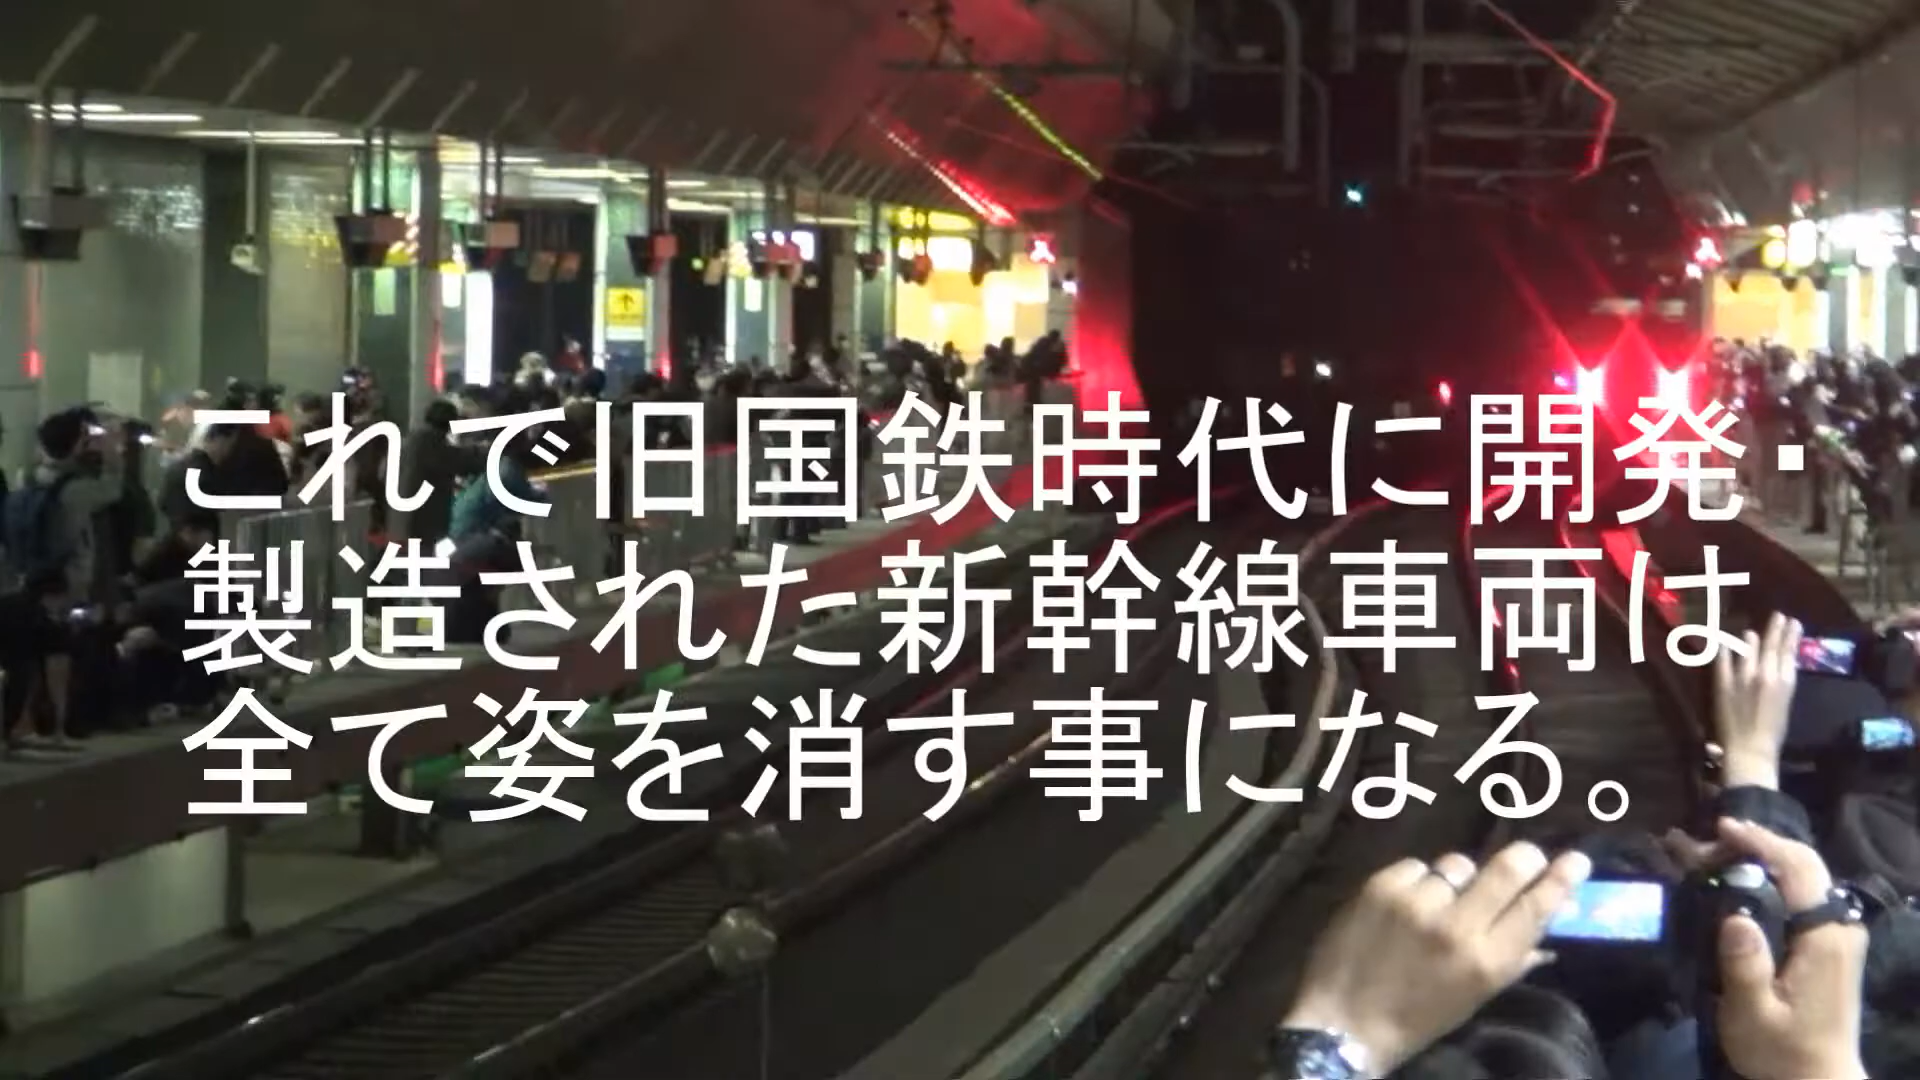 これで旧国鉄時代に開発・
製造された新幹線車両は
全て姿を消す事になる。